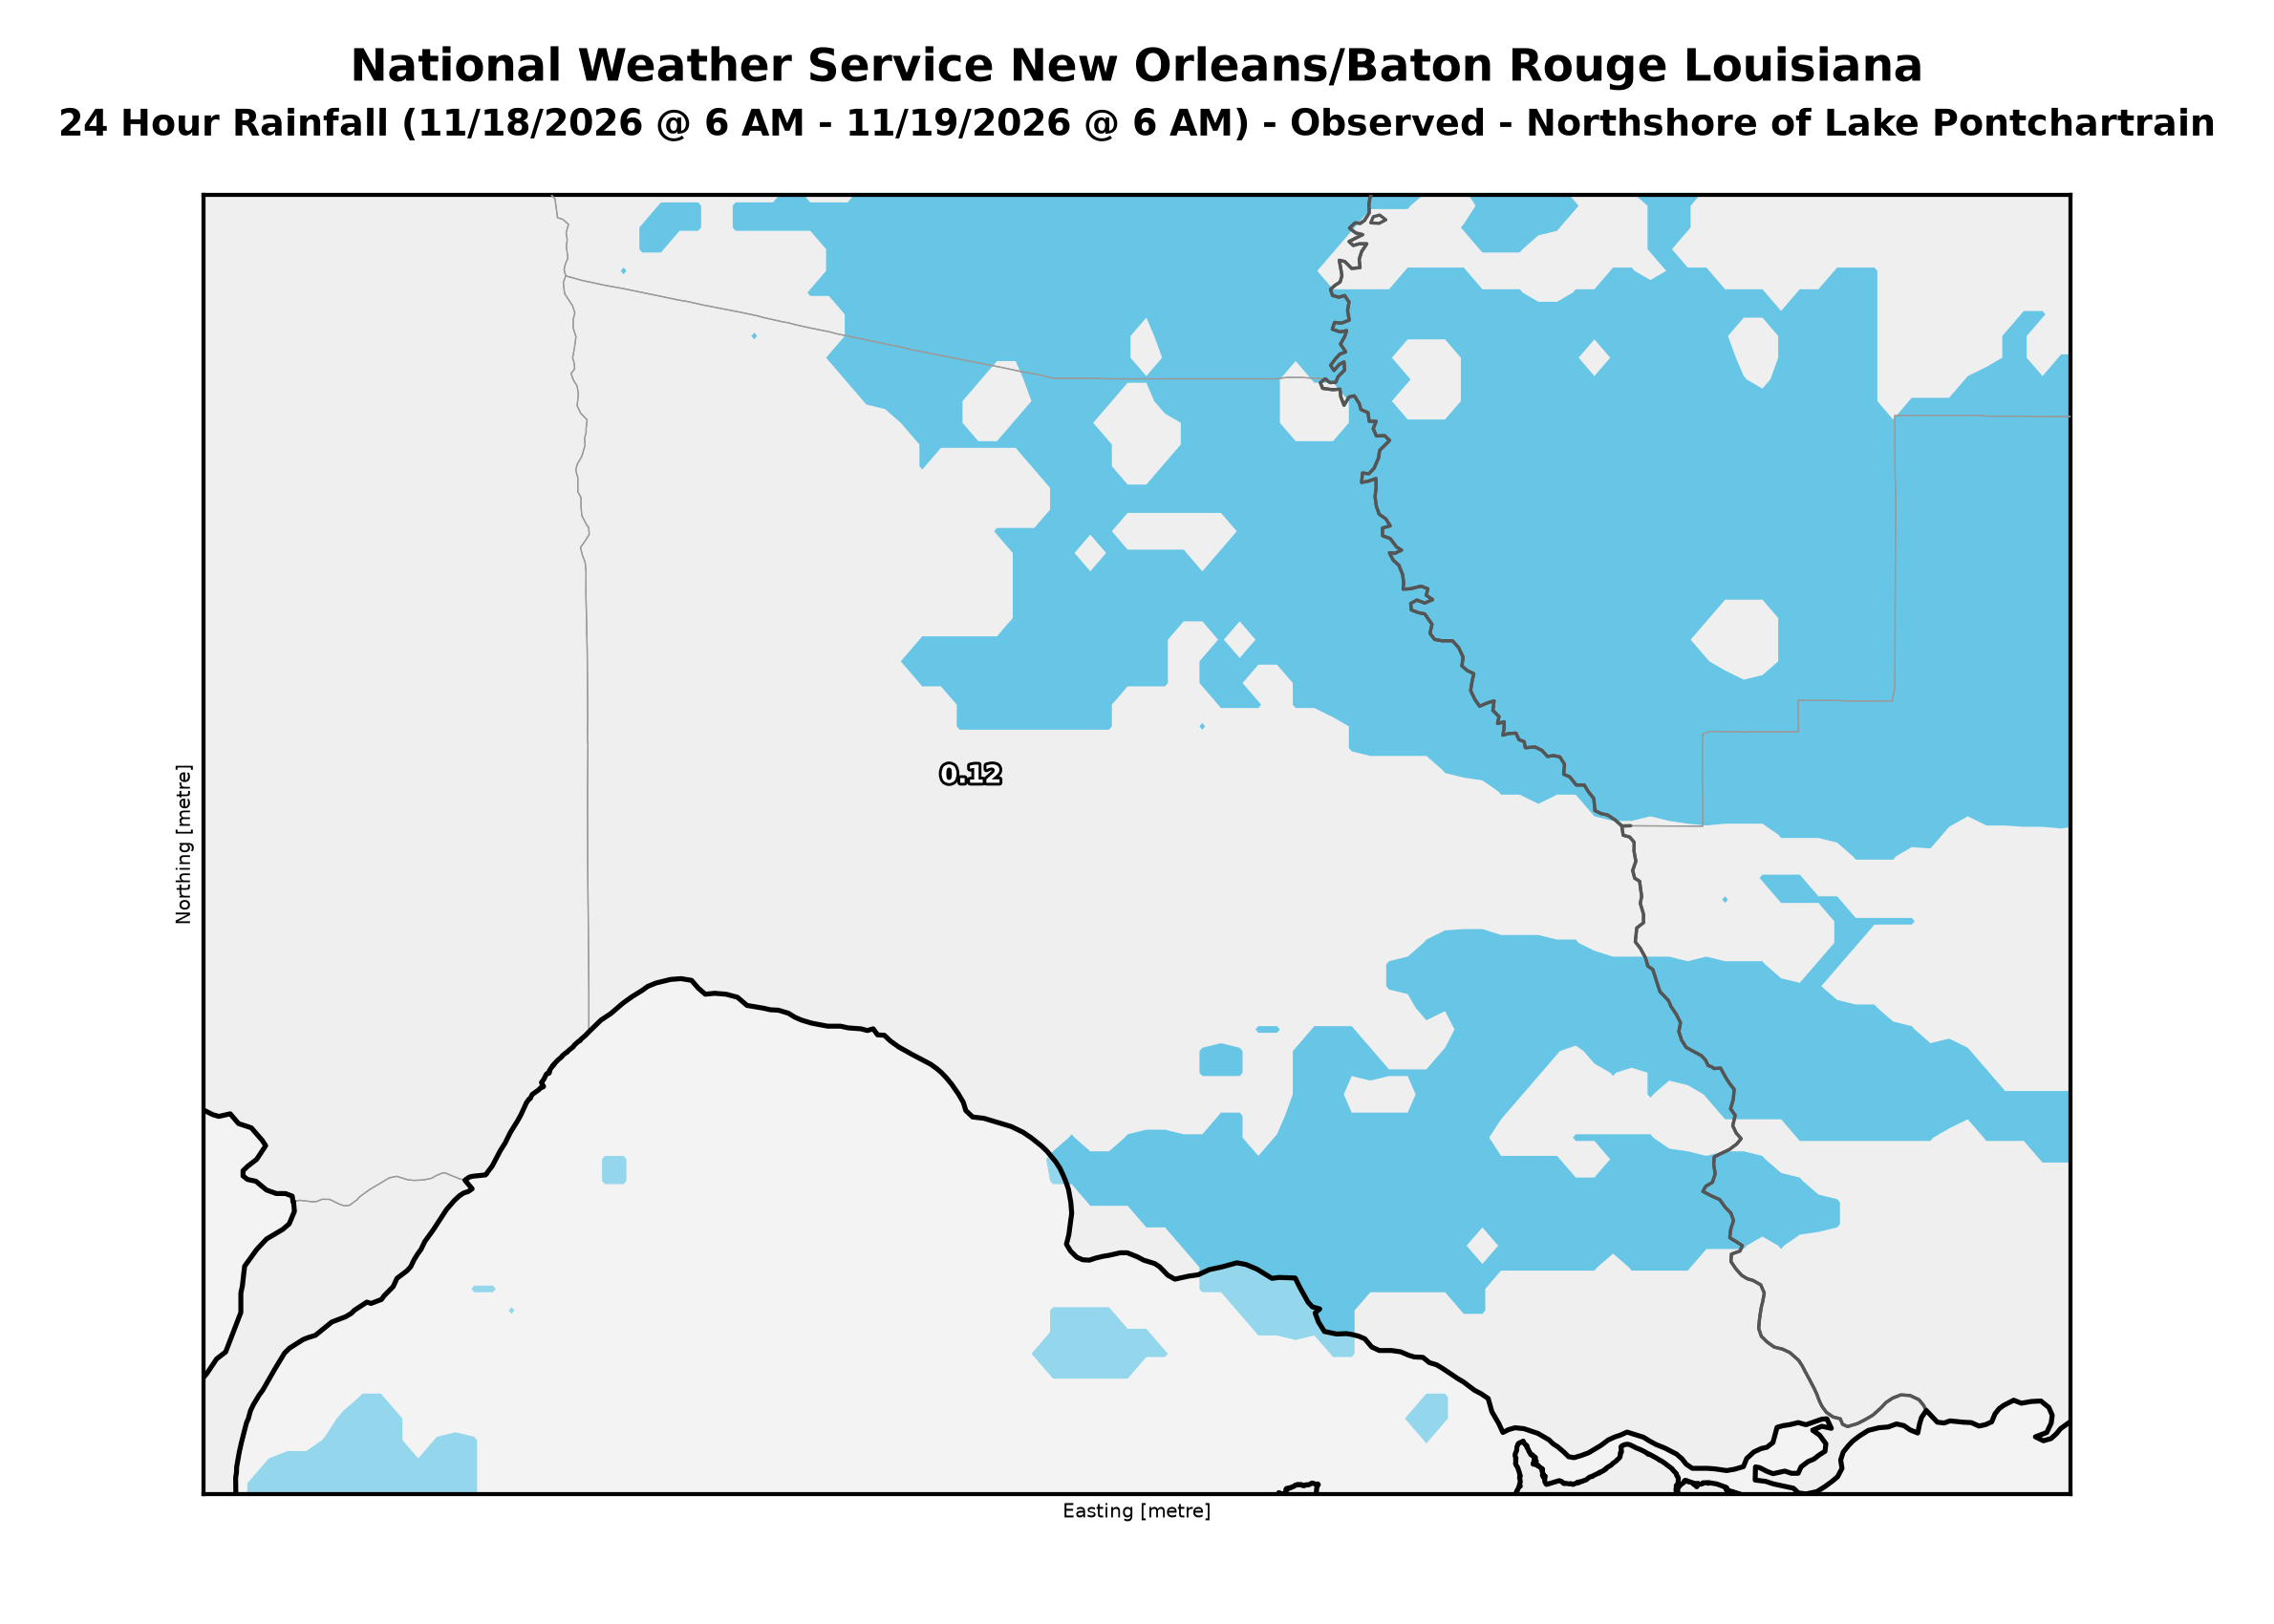 National Weather Service New Orleans/Baton Rouge Louisiana
24 Hour Rainfall (11/18/2026 @ 6 AM - 11/19/2026 @ 6 AM) - Observed - Northshore of Lake Pontchartrain
0.12
Northing [metre]
Easting [metre]